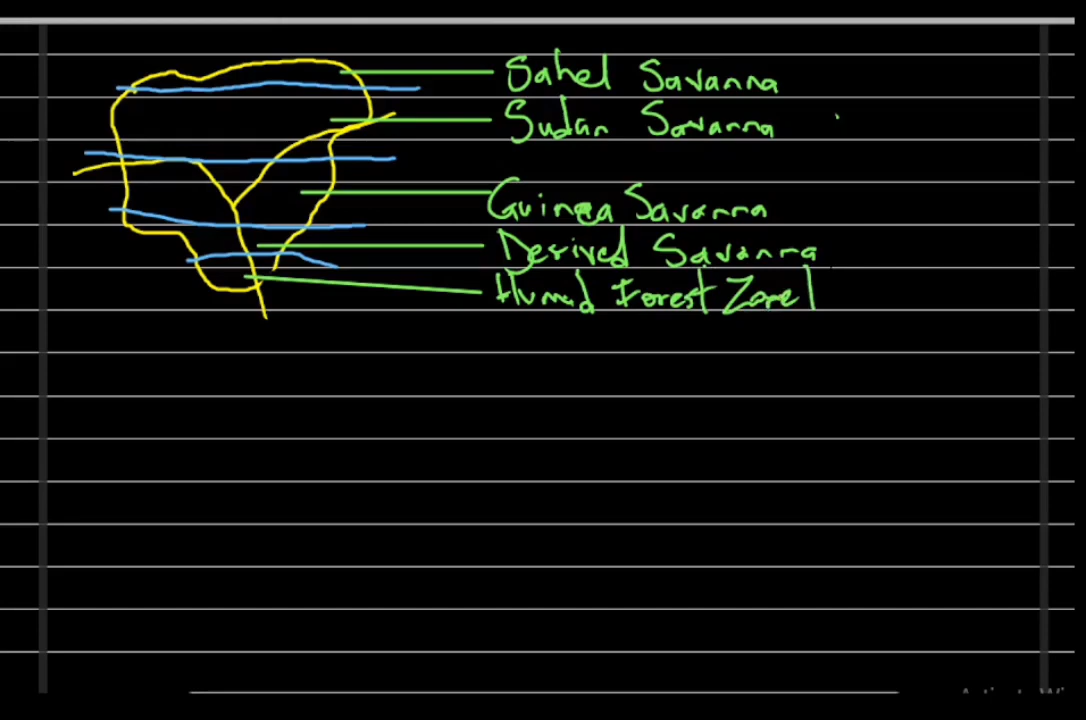 Sahel Savanna
Sudan Savanna
Guinea Savanna
Derived Savanna
Humid Forest Zone